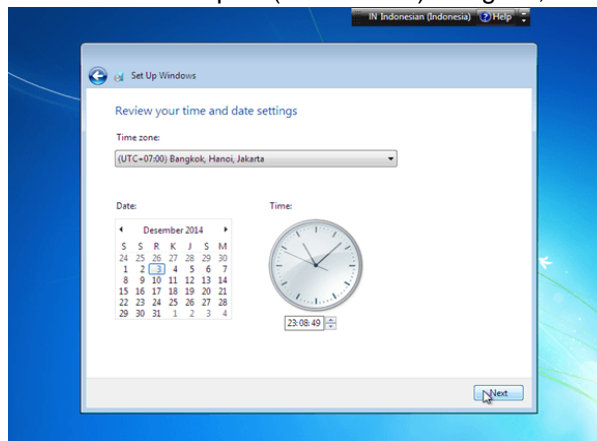 IN Indonesian (Indonesia) Help
Set Up Windows
Review your time and date settings
Time zone:
(UTC+07:00) Bangkok, Hanoi, Jakarta
Date: Time:
Desember 2014
S S R K J S M
24 25 26 27 28 29 30
1 2 3 4 5 6 7
8 9 10 11 12 13 14
15 16 17 18 19 20 21
22 23 24 25 26 27 28
29 30 31 1 2 3 4
23:08:49
Next